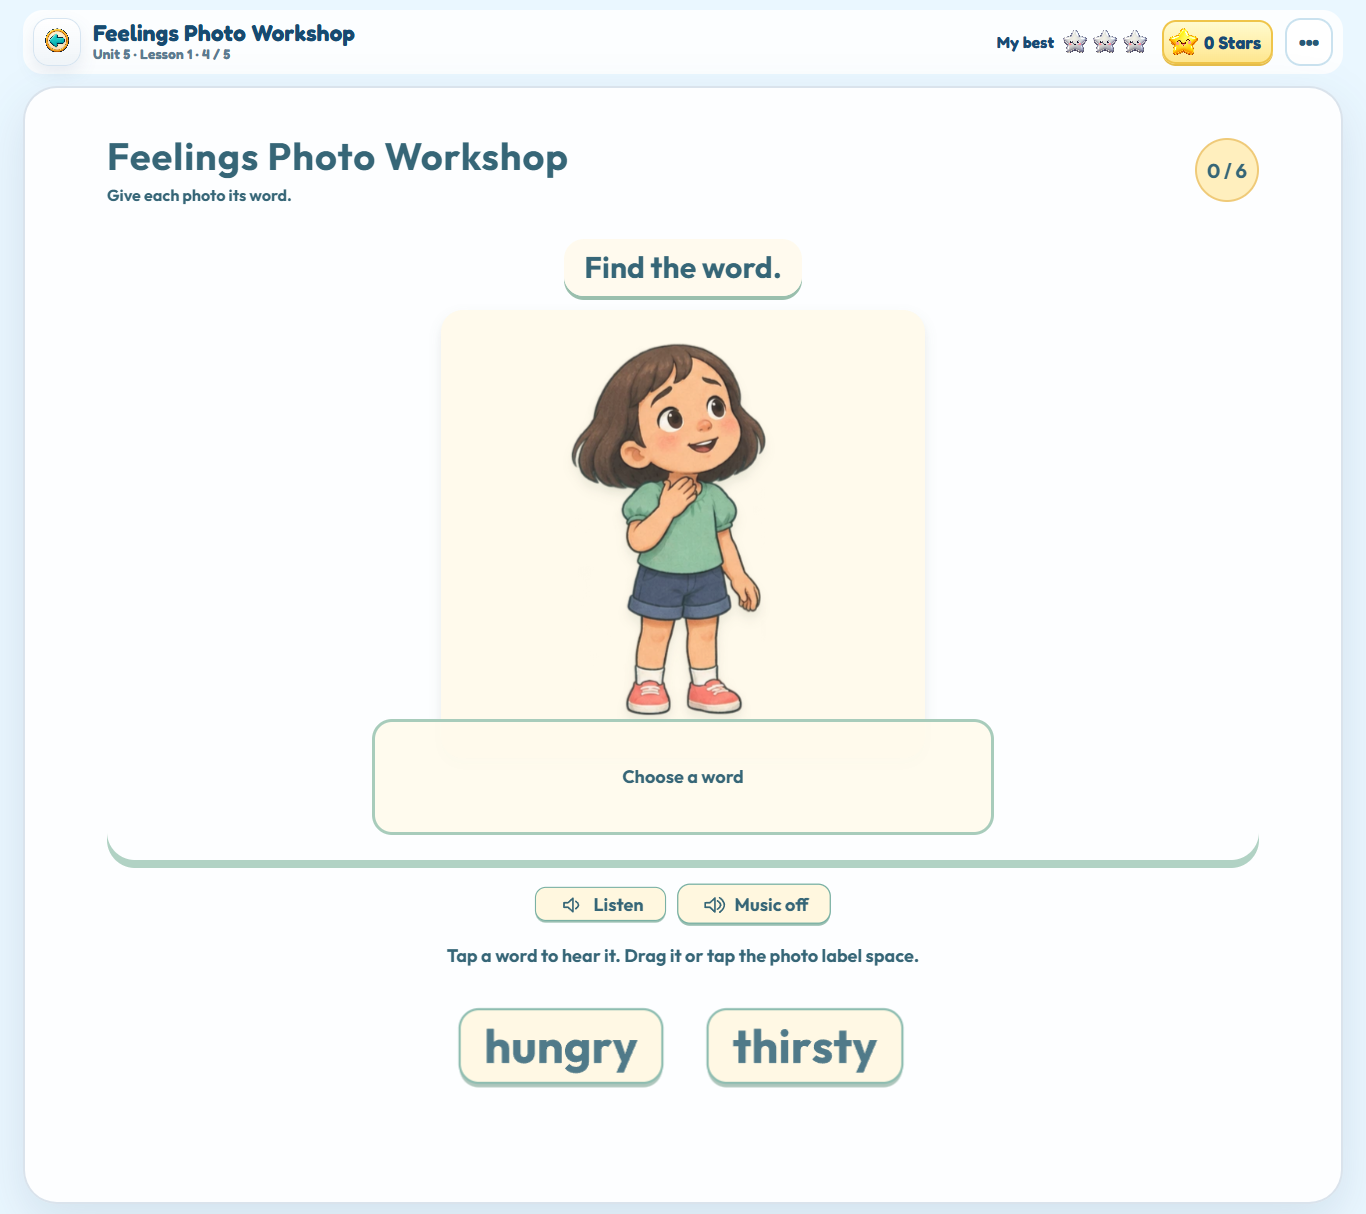 Feelings Photo Workshop
Unit 5 · Lesson 1 · 4 / 5
My best
0 Stars
Feelings Photo Workshop
Give each photo its word.
0 / 6
Find the word.
Choose a word
Listen
Music off
Tap a word to hear it. Drag it or tap the photo label space.
hungry
thirsty